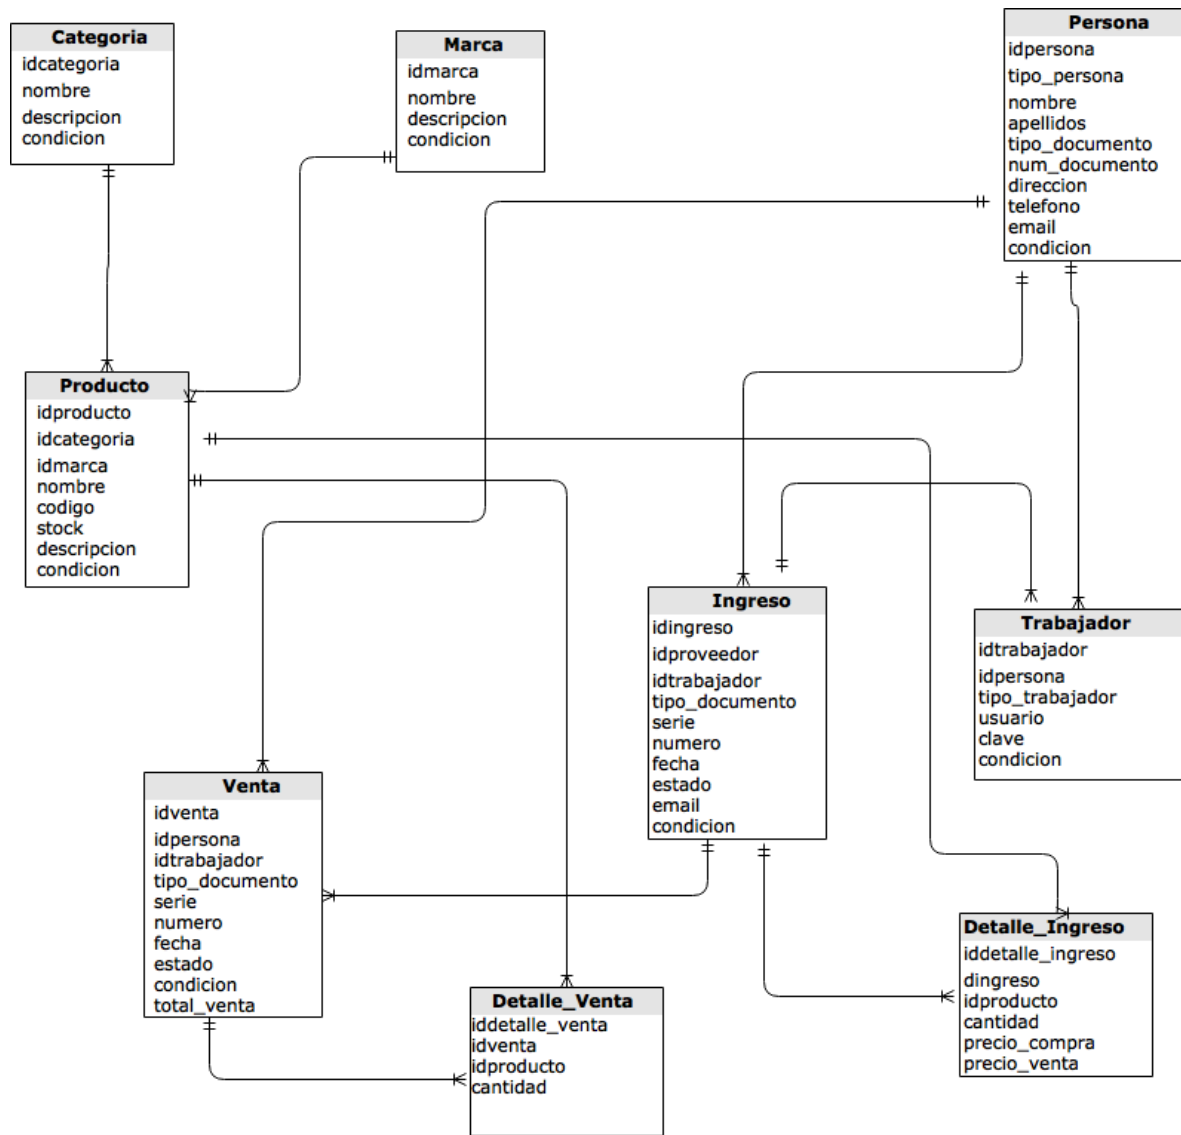 Categoria
idcategoria
nombre
descripcion
condicion
Marca
idmarca
nombre
descripcion
condicion
Persona
idpersona
tipo_persona
nombre
apellidos
tipo_documento
num_documento
direccion
telefono
email
condicion
Producto
idproducto
idcategoria
idmarca
nombre
codigo
stock
descripcion
condicion
Ingreso
idingreso
idproveedor
idtrabajador
tipo_documento
serie
numero
fecha
estado
email
condicion
Trabajador
idtrabajador
idpersona
tipo_trabajador
usuario
clave
condicion
Venta
idventa
idpersona
idtrabajador
tipo_documento
serie
numero
fecha
estado
condicion
total_venta
Detalle_Venta
iddetalle_venta
idventa
idproducto
cantidad
Detalle_Ingreso
iddetalle_ingreso
dingreso
idproducto
cantidad
precio_compra
precio_venta